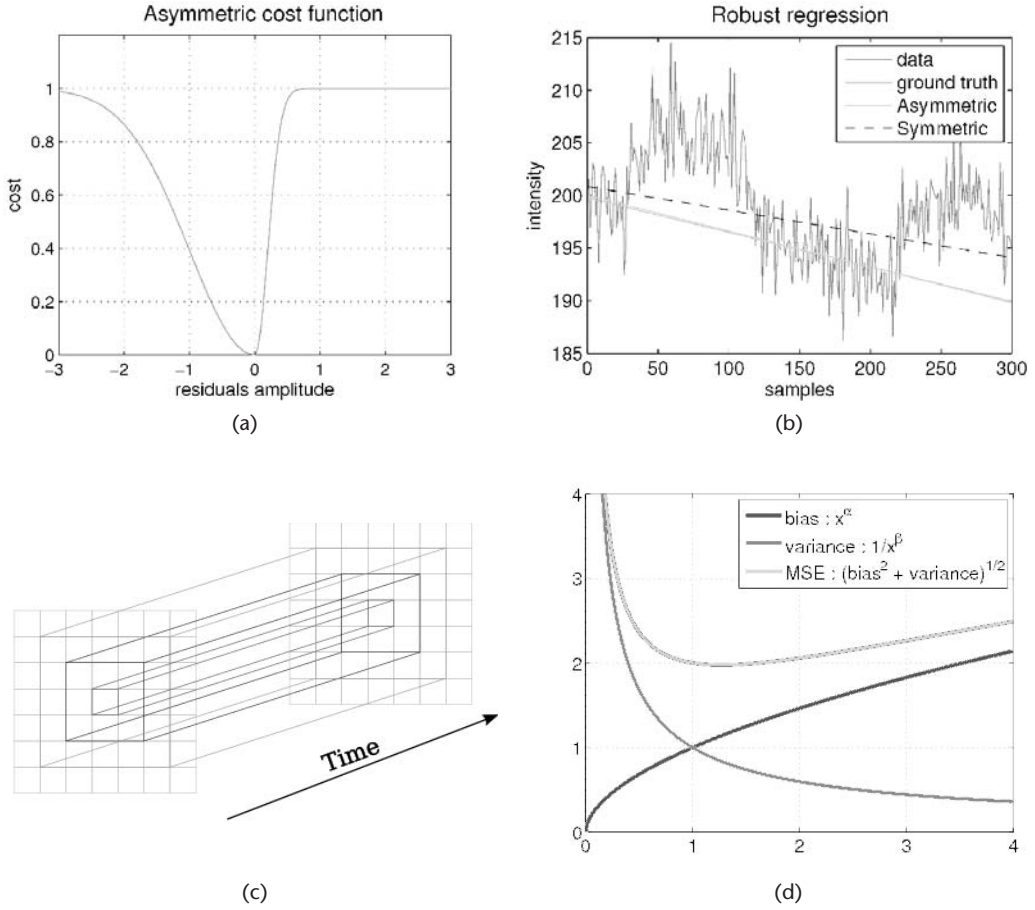 Asymmetric cost function
cost
1
0.8
0.6
0.4
0.2
0
−3 −2 −1 0 1 2 3
residuals amplitude
(a)
Robust regression
intensity
215
210
205
200
195
190
185
data
ground truth
Asymmetric
Symmetric
0 50 100 150 200 250 300
samples
(b)
Time
(c)
4
3
2
1
0
bias : x^α
variance : 1/x^β
MSE : (bias² + variance)^1/2
0 1 2 3 4
(d)